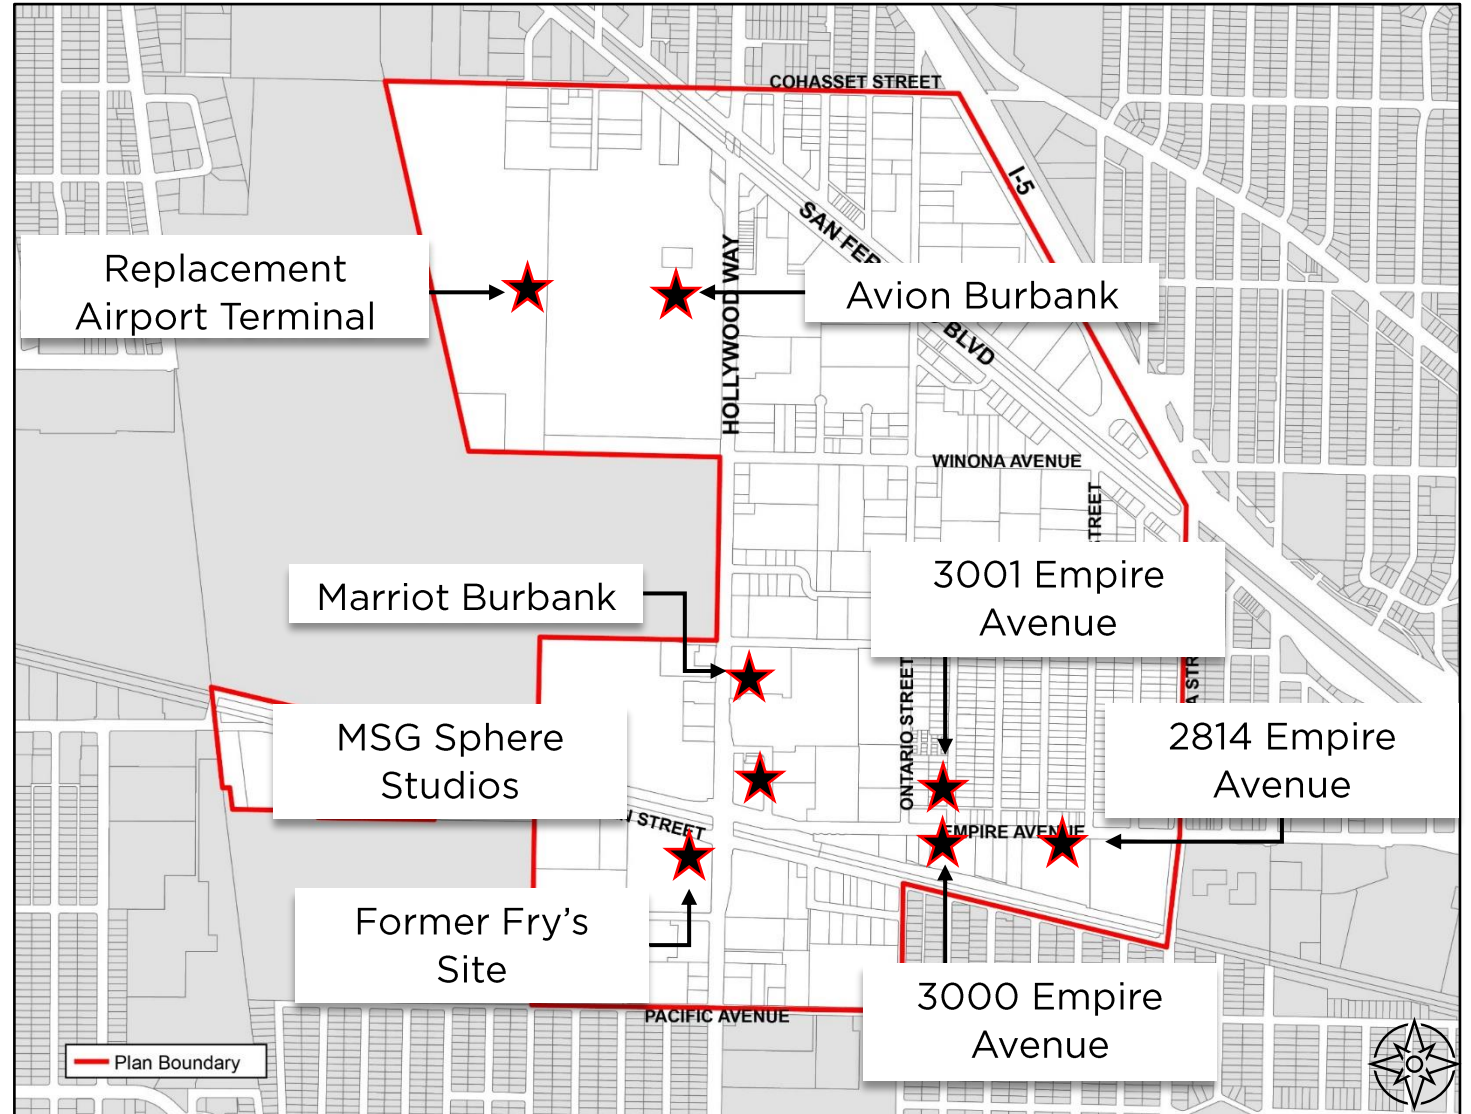 COHASSET STREET
I-5
SAN FER
BLVD
HOLLYWOOD WAY
Replacement
Airport Terminal
Avion Burbank
WINONA AVENUE
TREET
3001 Empire
Avenue
Marriot Burbank
ONTARIO STREET
A STR
MSG Sphere
Studios
2814 Empire
Avenue
N STREET
EMPIRE AVENUE
Former Fry's
Site
3000 Empire
Avenue
PACIFIC AVENUE
Plan Boundary